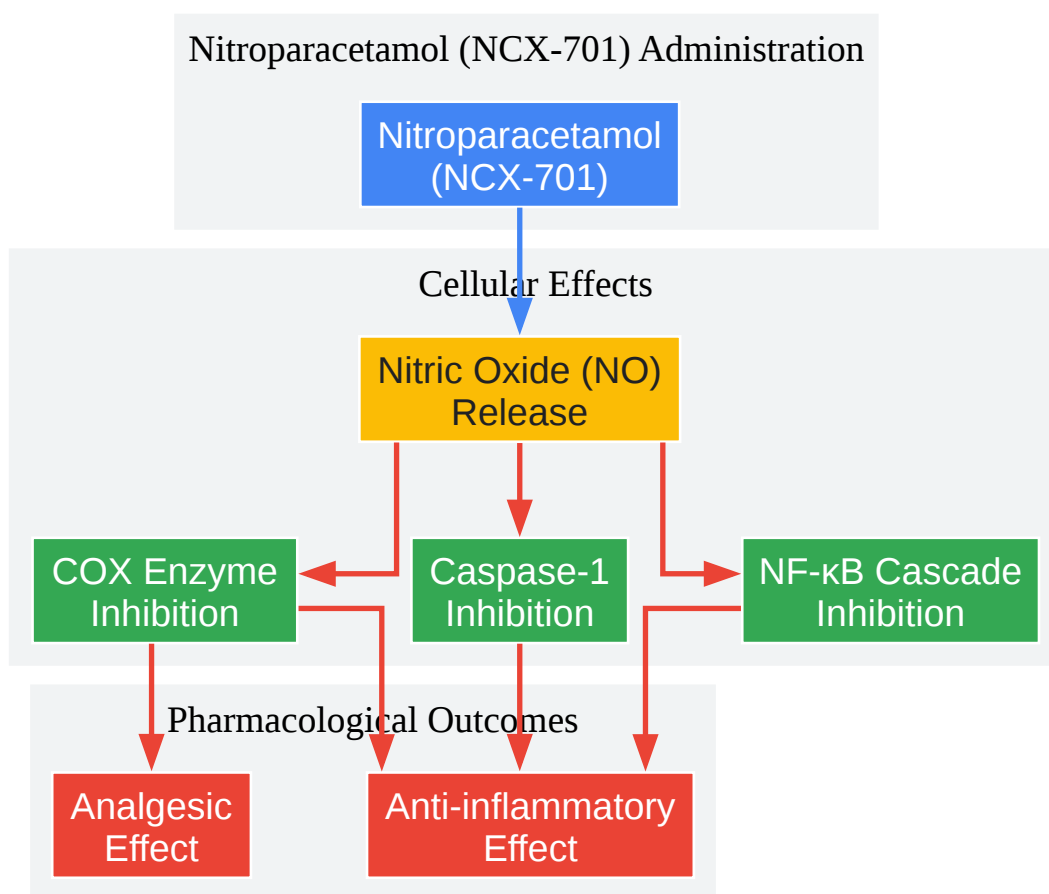 Nitroparacetamol (NCX-701) Administration
Nitroparacetamol
(NCX-701)
Cellular Effects
Nitric Oxide (NO)
Release
COX Enzyme
Inhibition
Caspase-1
Inhibition
NF-κB Cascade
Inhibition
Pharmacological Outcomes
Analgesic
Effect
Anti-inflammatory
Effect